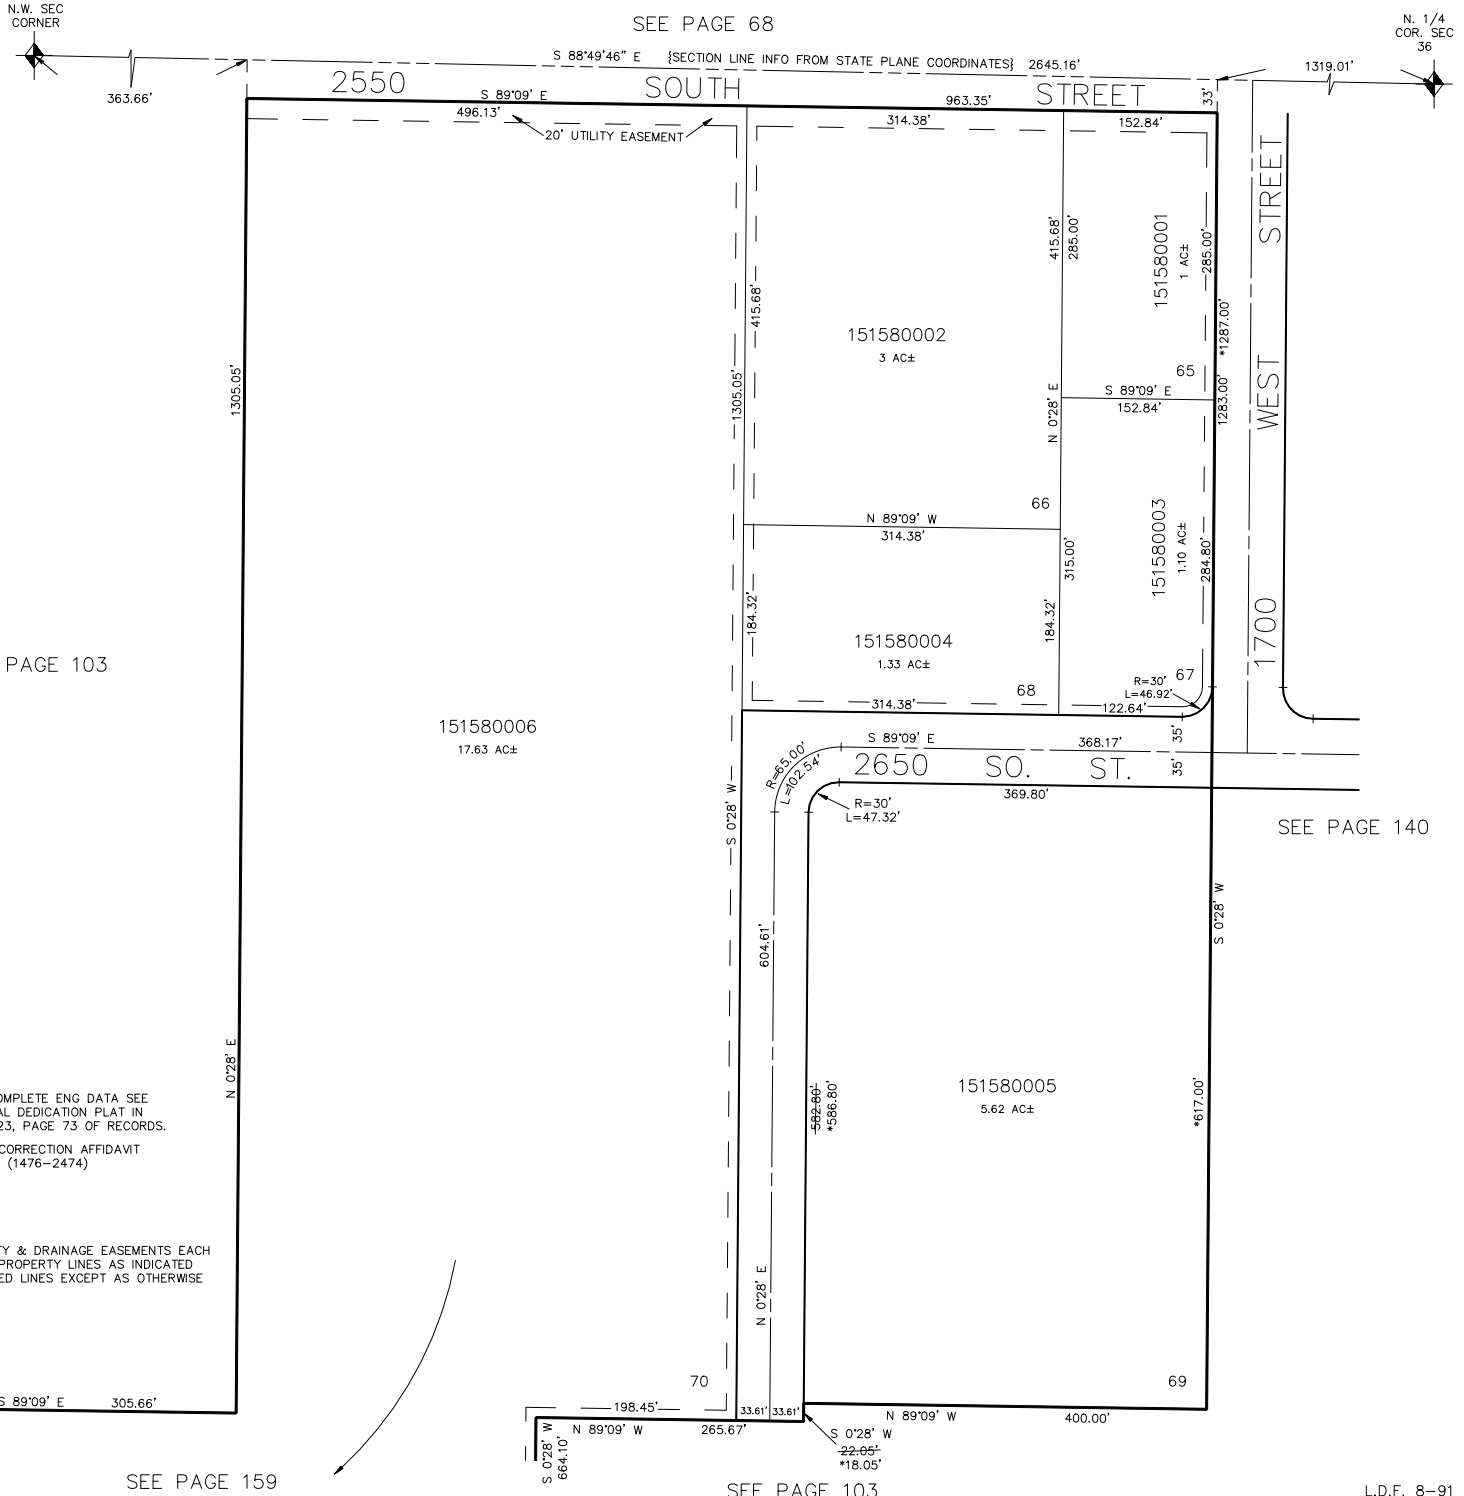 N.W. SEC
CORNER
SEE PAGE 68
N. 1/4
COR. SEC
36
S 88°49'46" E {SECTION LINE INFO FROM STATE PLANE COORDINATES} 2645.16'
1319.01'
363.66'
2550 SOUTH STREET
33'
S 89°09' E
963.35'
496.13'
314.38'
152.84'
20' UTILITY EASEMENT
1305.05'
1305.05'
415.68'
415.68'
285.00'
151580001
1 AC±
285.00'
*1287.00'
1283.00'
1700 WEST STREET
151580002
3 AC±
65
N 0°28' E
S 89°09' E
152.84'
66
N 89°09' W
314.38'
151580003
1.10 AC±
284.80'
315.00'
184.32'
184.32'
PAGE 103
151580004
1.33 AC±
67
R=30'
L=46.92'
68
314.38'
122.64'
151580006
17.63 AC±
S 89°09' E
368.17'
35'
35'
R=65.00'
L=102.54'
2650 SO. ST.
369.80'
R=30'
L=47.32'
S 0°28' W
SEE PAGE 140
S 0°28' W
604.61'
N 0°28' E
151580005
5.62 AC±
582.80'
*586.80'
*617.00'
OMPLETE ENG DATA SEE
AL DEDICATION PLAT IN
23, PAGE 73 OF RECORDS.
CORRECTION AFFIDAVIT
(1476-2474)
TY & DRAINAGE EASEMENTS EACH
PROPERTY LINES AS INDICATED
ED LINES EXCEPT AS OTHERWISE
N 0°28' E
70
69
S 89°09' E
305.66'
198.45'
33.61'
33.61'
N 89°09' W
265.67'
N 89°09' W
400.00'
S 0°28' W
664.10'
S 0°28' W
22.05'
*18.05'
SEE PAGE 159
SEE PAGE 103
L.D.F. 8-91